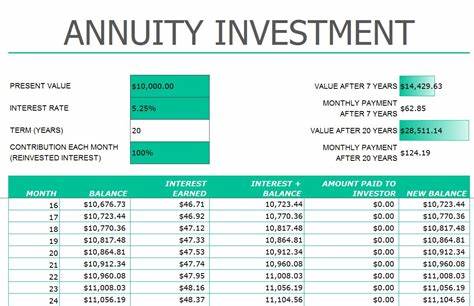 ANNUITY INVESTMENT
PRESENT VALUE $10,000.00
VALUE AFTER 7 YEARS $14,429.63
INTEREST RATE 5.25%
MONTHLY PAYMENT
AFTER 7 YEARS $62.85
TERM (YEARS) 20
VALUE AFTER 20 YEARS $28,511.14
CONTRIBUTION EACH MONTH
(REINVESTED INTEREST) 100%
MONTHLY PAYMENT
AFTER 20 YEARS $124.19
MONTH BALANCE INTEREST EARNED INTEREST + BALANCE AMOUNT PAID TO INVESTOR NEW BALANCE
16 $10,676.73 $46.71 10,723.44 $0.00 $10,723.44
17 $10,723.44 $46.92 10,770.36 $0.00 $10,770.36
18 $10,770.36 $47.12 10,817.48 $0.00 $10,817.48
19 $10,817.48 $47.33 10,864.81 $0.00 $10,864.81
20 $10,864.81 $47.53 10,912.34 $0.00 $10,912.34
21 $10,912.34 $47.74 10,960.08 $0.00 $10,960.08
22 $10,960.08 $47.95 11,008.03 $0.00 $11,008.03
23 $11,008.03 $48.16 11,056.19 $0.00 $11,056.19
24 $11,056.19 $48.37 11,104.56 $0.00 $11,104.56